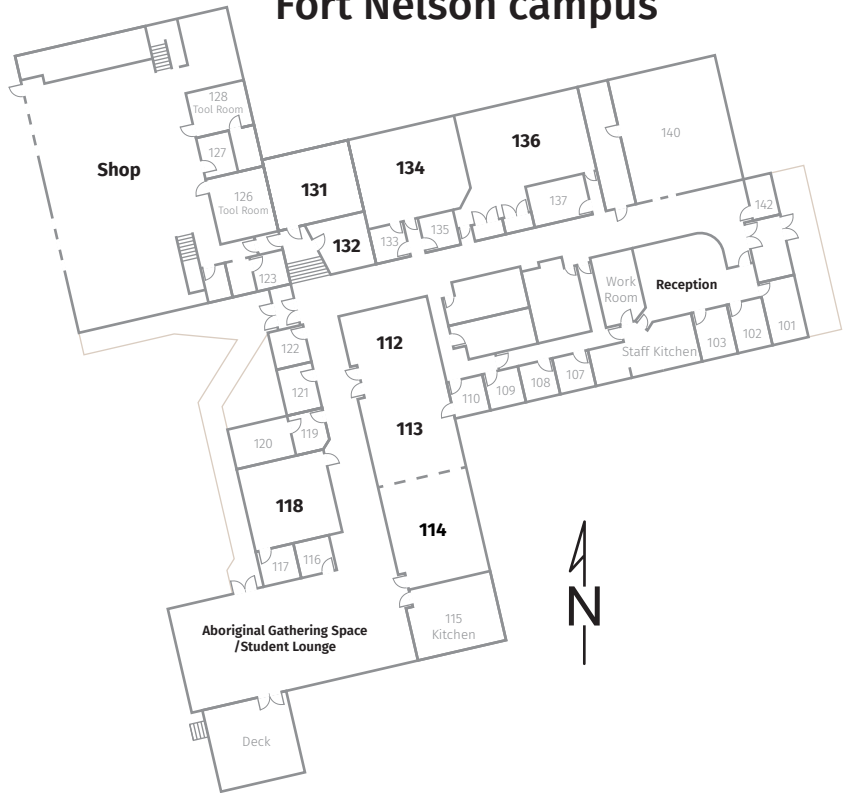 Fort Nelson campus
128
Tool Room
127
Shop
126
Tool Room
131
134
136
140
137
142
132
133
135
123
Work
Room
Reception
122
112
Staff Kitchen
103
102
101
121
110
109
108
107
113
119
120
118
114
117
116
115
Kitchen
Aboriginal Gathering Space
/Student Lounge
N
Deck